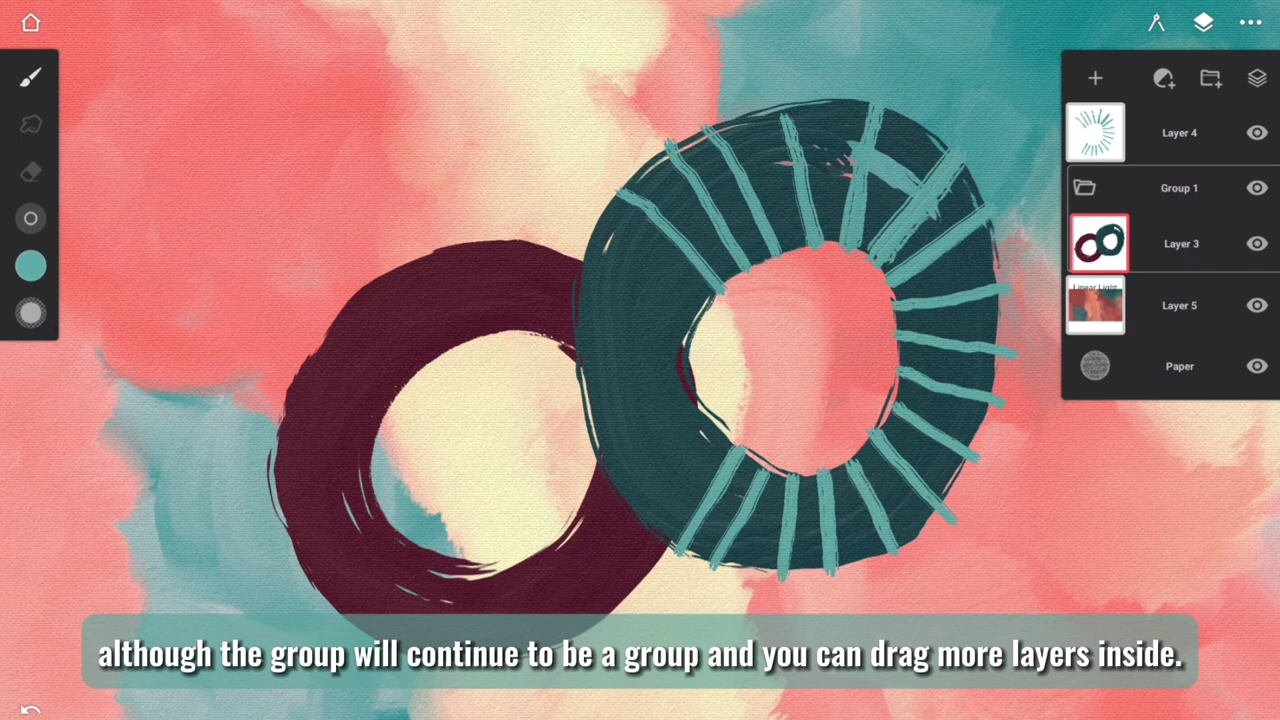 Layer 4
Group 1
Layer 3
Linear Light
Layer 5
Paper
although the group will continue to be a group and you can drag more layers inside.